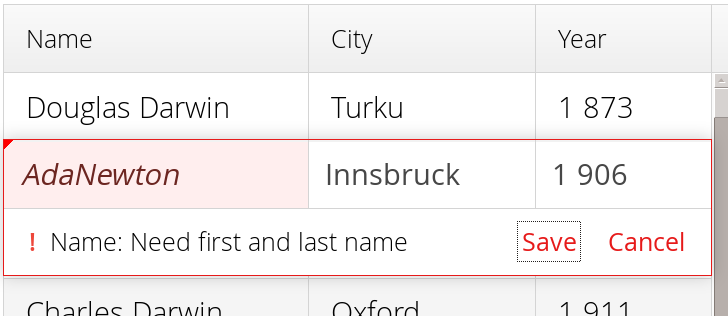 Name City Year
Douglas Darwin Turku 1 873
AdaNewton Innsbruck 1 906
! Name: Need first and last name Save Cancel
Charles Darwin Oxford 1 911